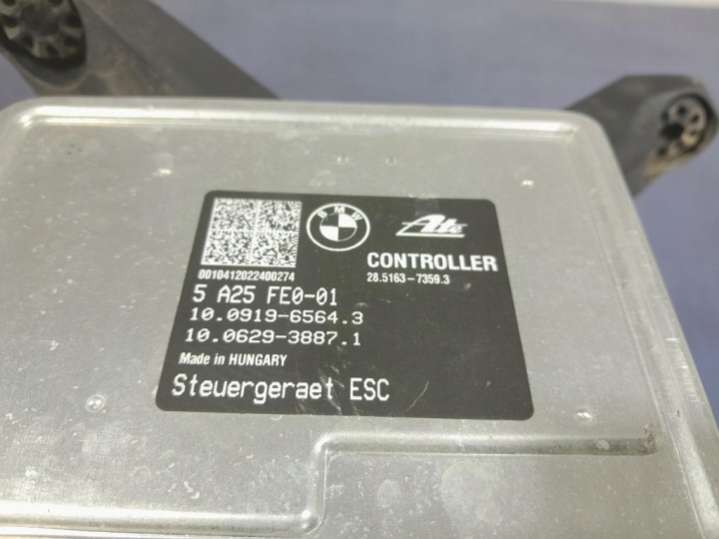 BMW
Ate
CONTROLLER
28.5163-7359.3
0010412022400274
5 A25 FE0-01
10.0919-6564.3
10.0629-3887.1
Made in HUNGARY
Steuergeraet ESC